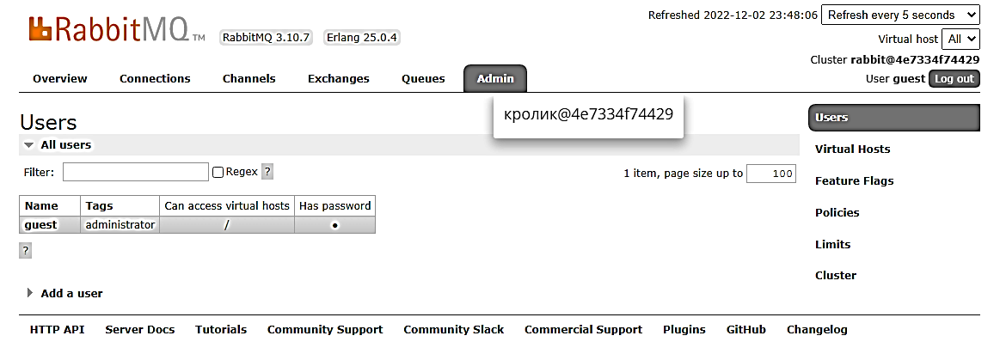 Refreshed 2022-12-02 23:48:06 Refresh every 5 seconds
RabbitMQ TM RabbitMQ 3.10.7 Erlang 25.0.4
Virtual host All
Cluster rabbit@4e7334f74429
User guest Log out
Overview Connections Channels Exchanges Queues Admin
кролик@4e7334f74429
Users
All users
Filter: Regex ? 1 item, page size up to 100
Name Tags Can access virtual hosts Has password
guest administrator / ●
?
Add a user
Users
Virtual Hosts
Feature Flags
Policies
Limits
Cluster
HTTP API Server Docs Tutorials Community Support Community Slack Commercial Support Plugins GitHub Changelog